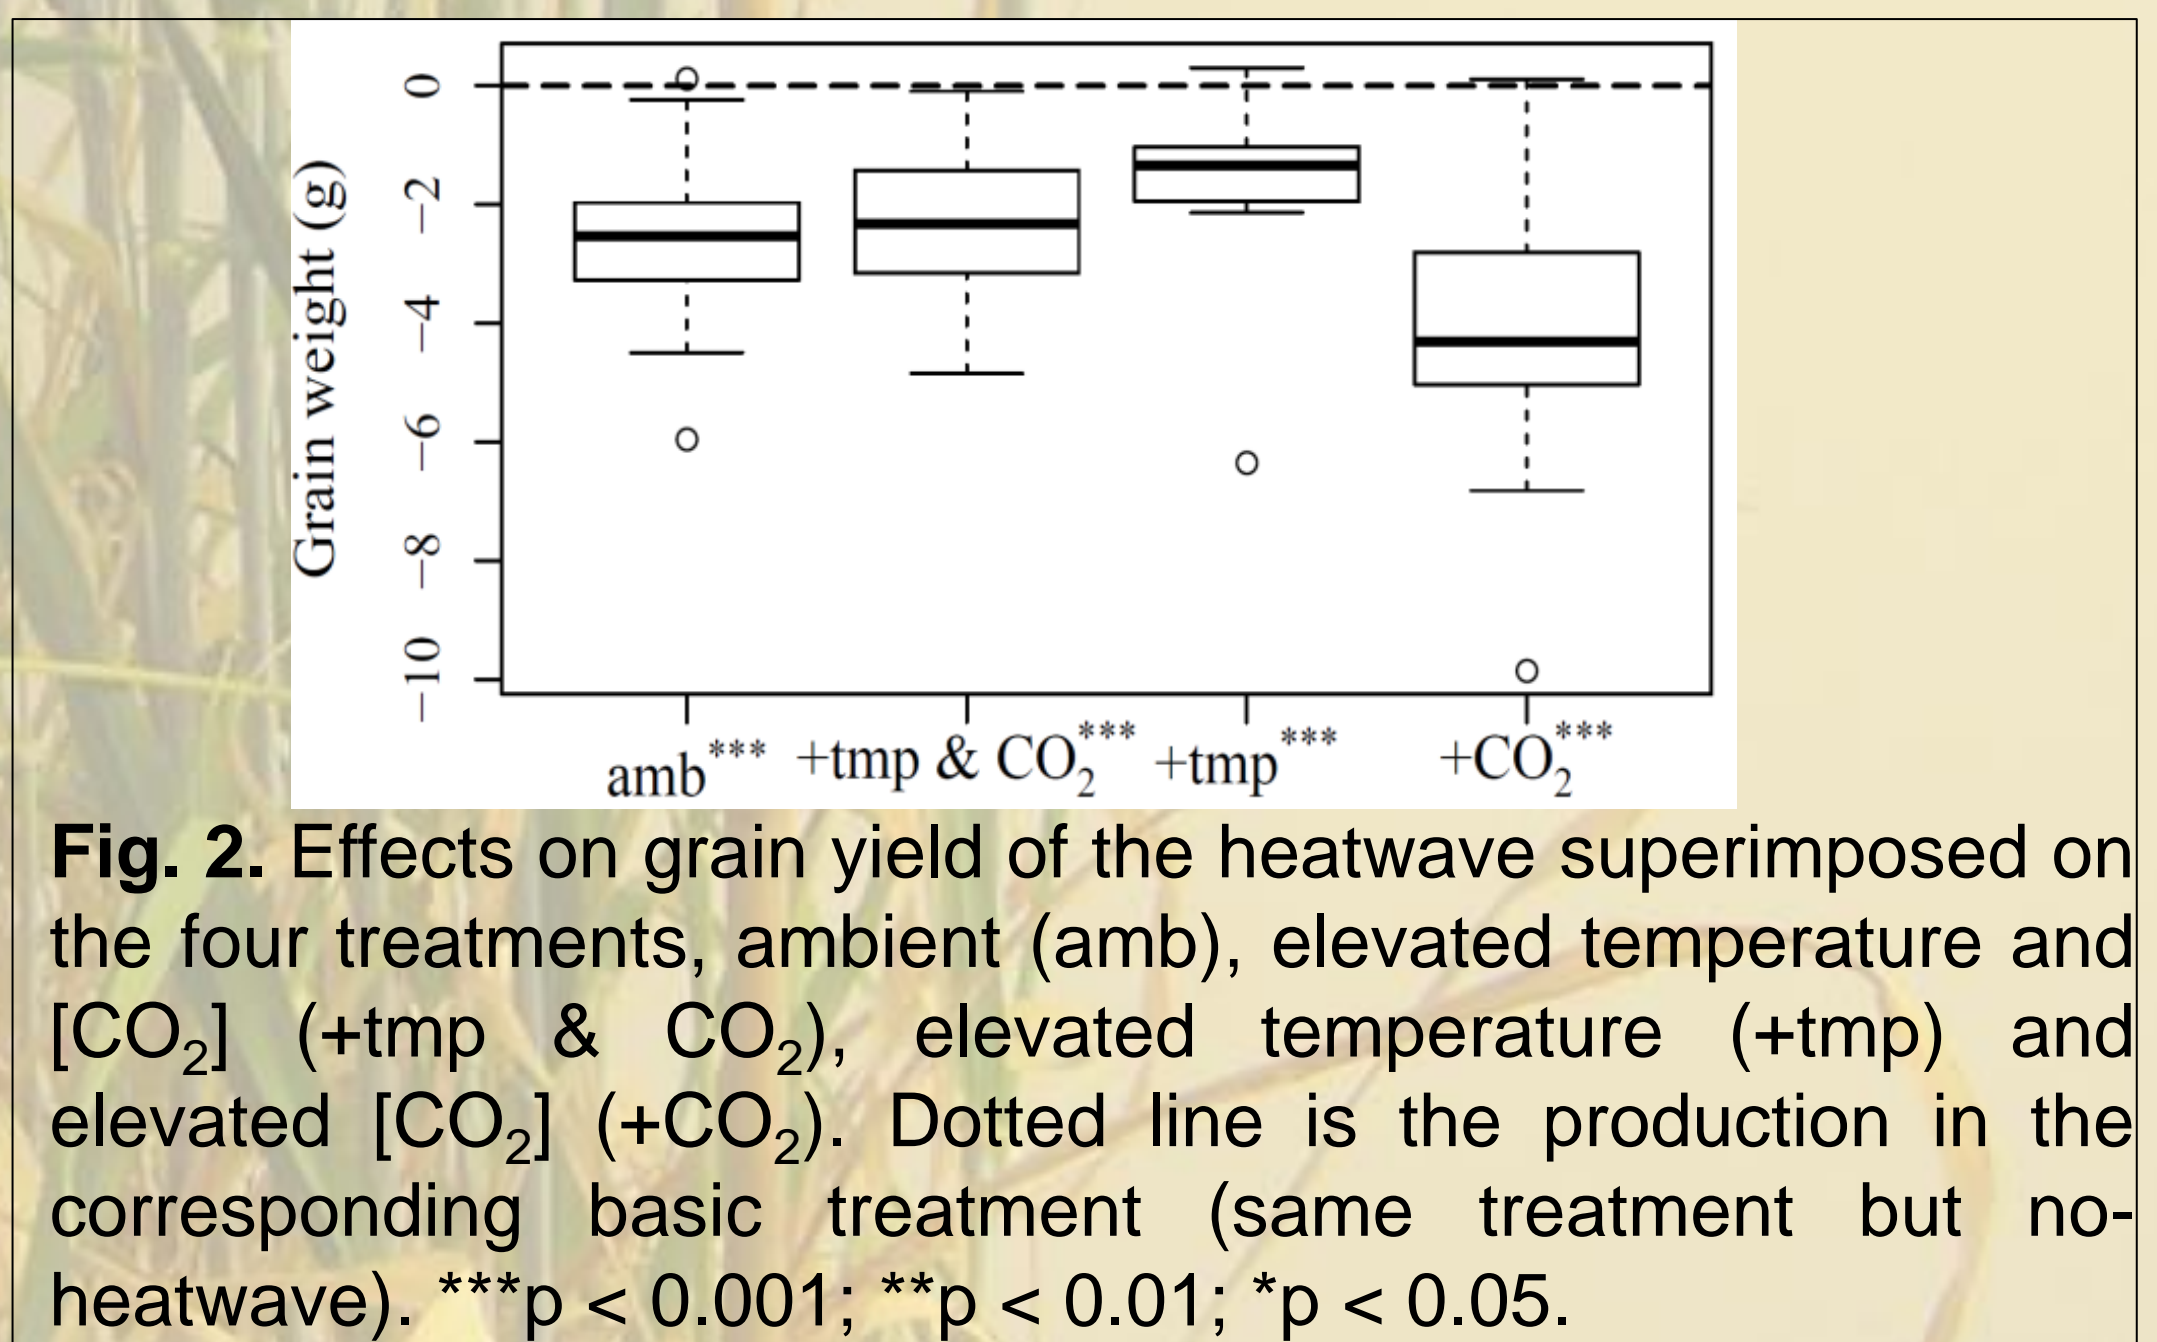 Grain weight (g)
0
−2
−4
−6
−8
−10
amb*** +tmp & CO₂*** +tmp*** +CO₂***
Fig. 2. Effects on grain yield of the heatwave superimposed on
the four treatments, ambient (amb), elevated temperature and
[CO₂] (+tmp & CO₂), elevated temperature (+tmp) and
elevated [CO₂] (+CO₂). Dotted line is the production in the
corresponding basic treatment (same treatment but no-
heatwave). ***p < 0.001; **p < 0.01; *p < 0.05.